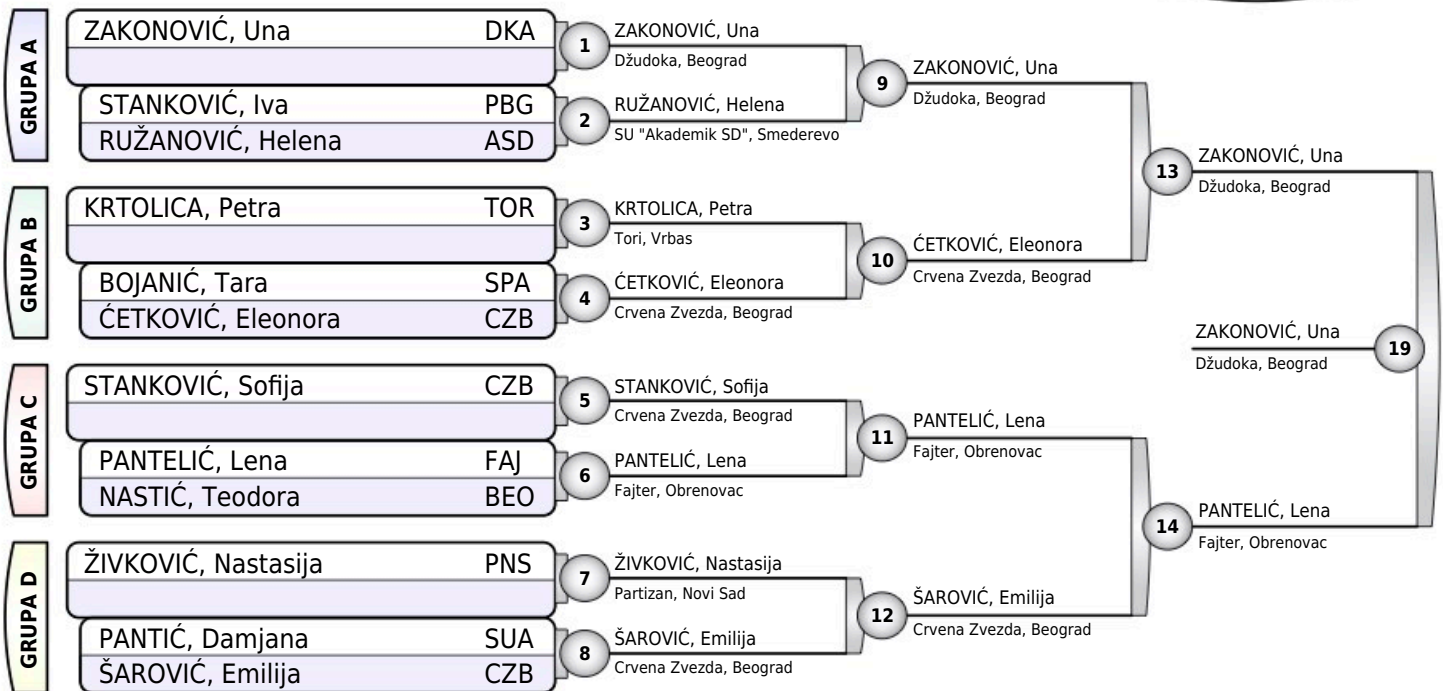 GRUPA A
ZAKONOVIĆ, Una DKA
STANKOVIĆ, Iva PBG
RUŽANOVIĆ, Helena ASD
GRUPA B
KRTOLICA, Petra TOR
BOJANIĆ, Tara SPA
ĆETKOVIĆ, Eleonora CZB
GRUPA C
STANKOVIĆ, Sofija CZB
PANTELIĆ, Lena FAJ
NASTIĆ, Teodora BEO
GRUPA D
ŽIVKOVIĆ, Nastasija PNS
PANTIĆ, Damjana SUA
ŠAROVIĆ, Emilija CZB
1
ZAKONOVIĆ, Una
Džudoka, Beograd
2
RUŽANOVIĆ, Helena
SU "Akademik SD", Smederevo
3
KRTOLICA, Petra
Tori, Vrbas
4
ĆETKOVIĆ, Eleonora
Crvena Zvezda, Beograd
5
STANKOVIĆ, Sofija
Crvena Zvezda, Beograd
6
PANTELIĆ, Lena
Fajter, Obrenovac
7
ŽIVKOVIĆ, Nastasija
Partizan, Novi Sad
8
ŠAROVIĆ, Emilija
Crvena Zvezda, Beograd
9
ZAKONOVIĆ, Una
Džudoka, Beograd
10
ĆETKOVIĆ, Eleonora
Crvena Zvezda, Beograd
11
PANTELIĆ, Lena
Fajter, Obrenovac
12
ŠAROVIĆ, Emilija
Crvena Zvezda, Beograd
13
ZAKONOVIĆ, Una
Džudoka, Beograd
14
PANTELIĆ, Lena
Fajter, Obrenovac
ZAKONOVIĆ, Una
Džudoka, Beograd
19